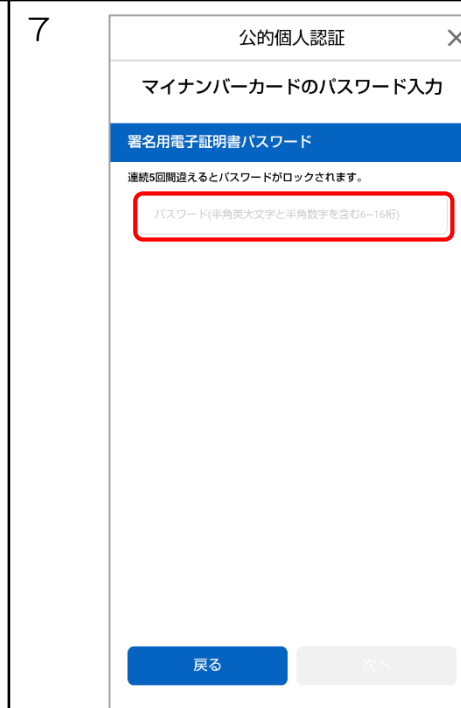 7
公的個人認証 ×
マイナンバーカードのパスワード入力
署名用電子証明書パスワード
連続5回間違えるとパスワードがロックされます。
パスワード(半角英大文字と半角数字を含む6~16桁)
戻る 次へ